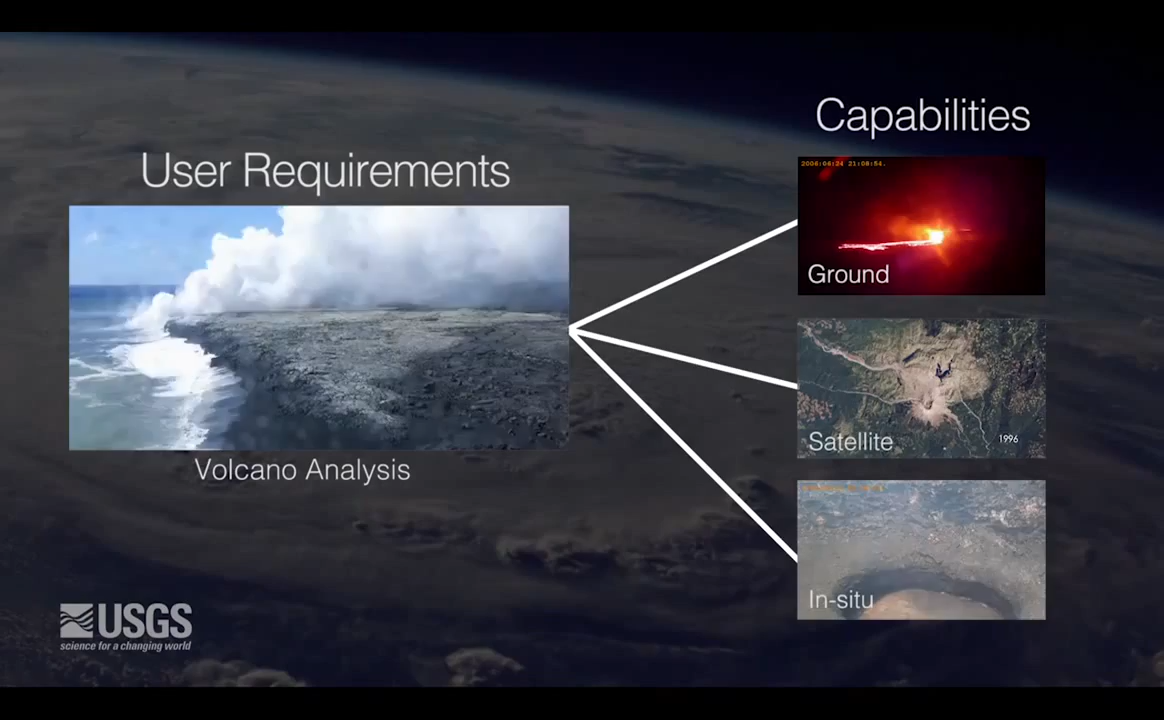 Capabilities
User Requirements
2006:06:24 21:08:54.
Ground
Satellite
1996
Volcano Analysis
In-situ
USGS
science for a changing world